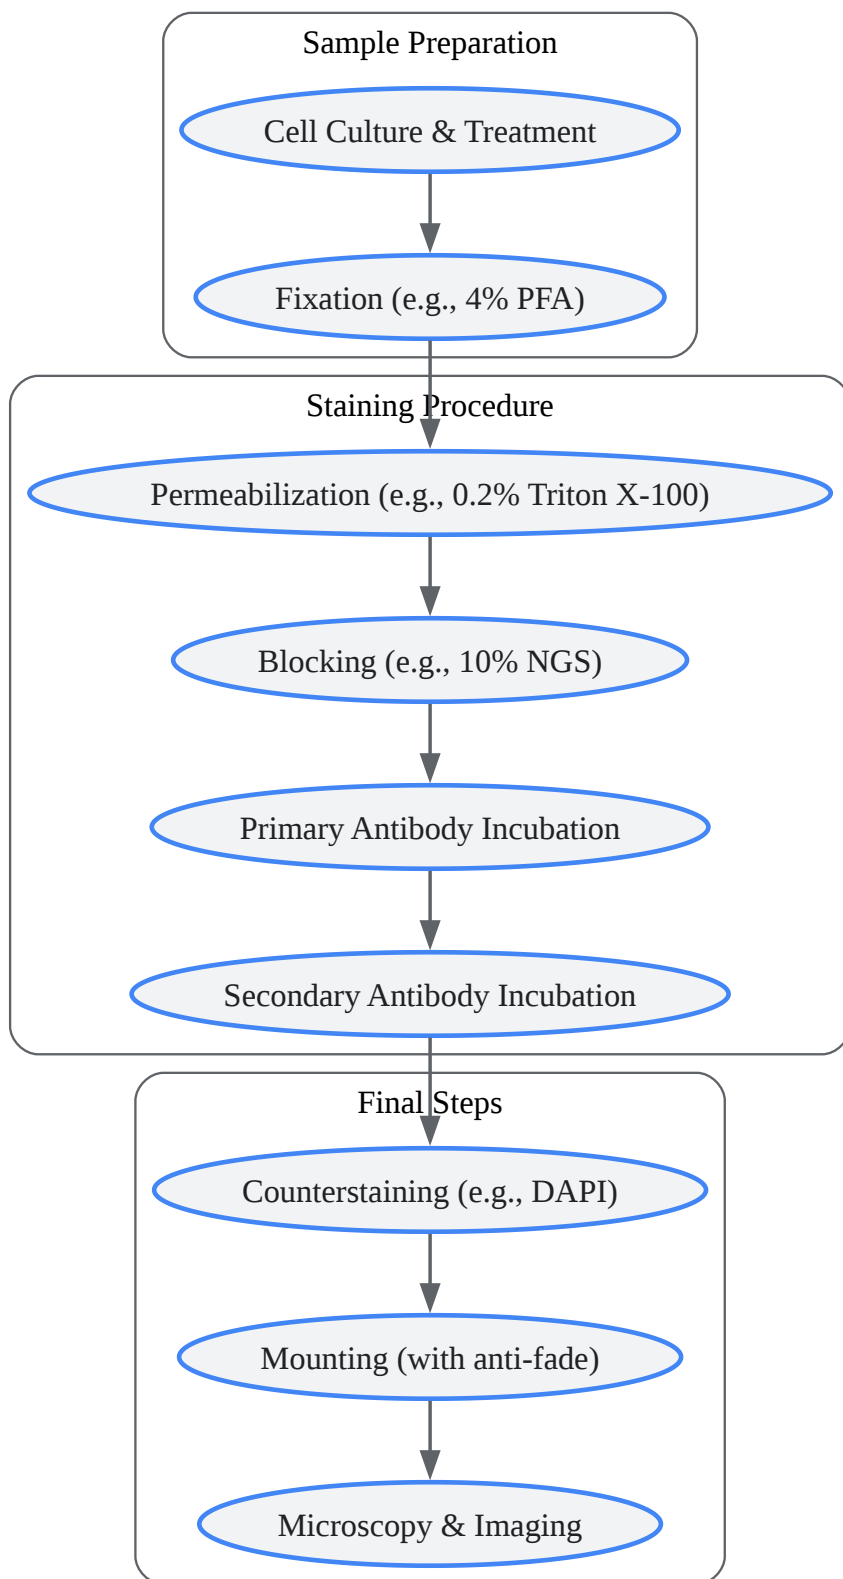 Sample Preparation
Cell Culture & Treatment
Fixation (e.g., 4% PFA)
Staining Procedure
Permeabilization (e.g., 0.2% Triton X-100)
Blocking (e.g., 10% NGS)
Primary Antibody Incubation
Secondary Antibody Incubation
Final Steps
Counterstaining (e.g., DAPI)
Mounting (with anti-fade)
Microscopy & Imaging